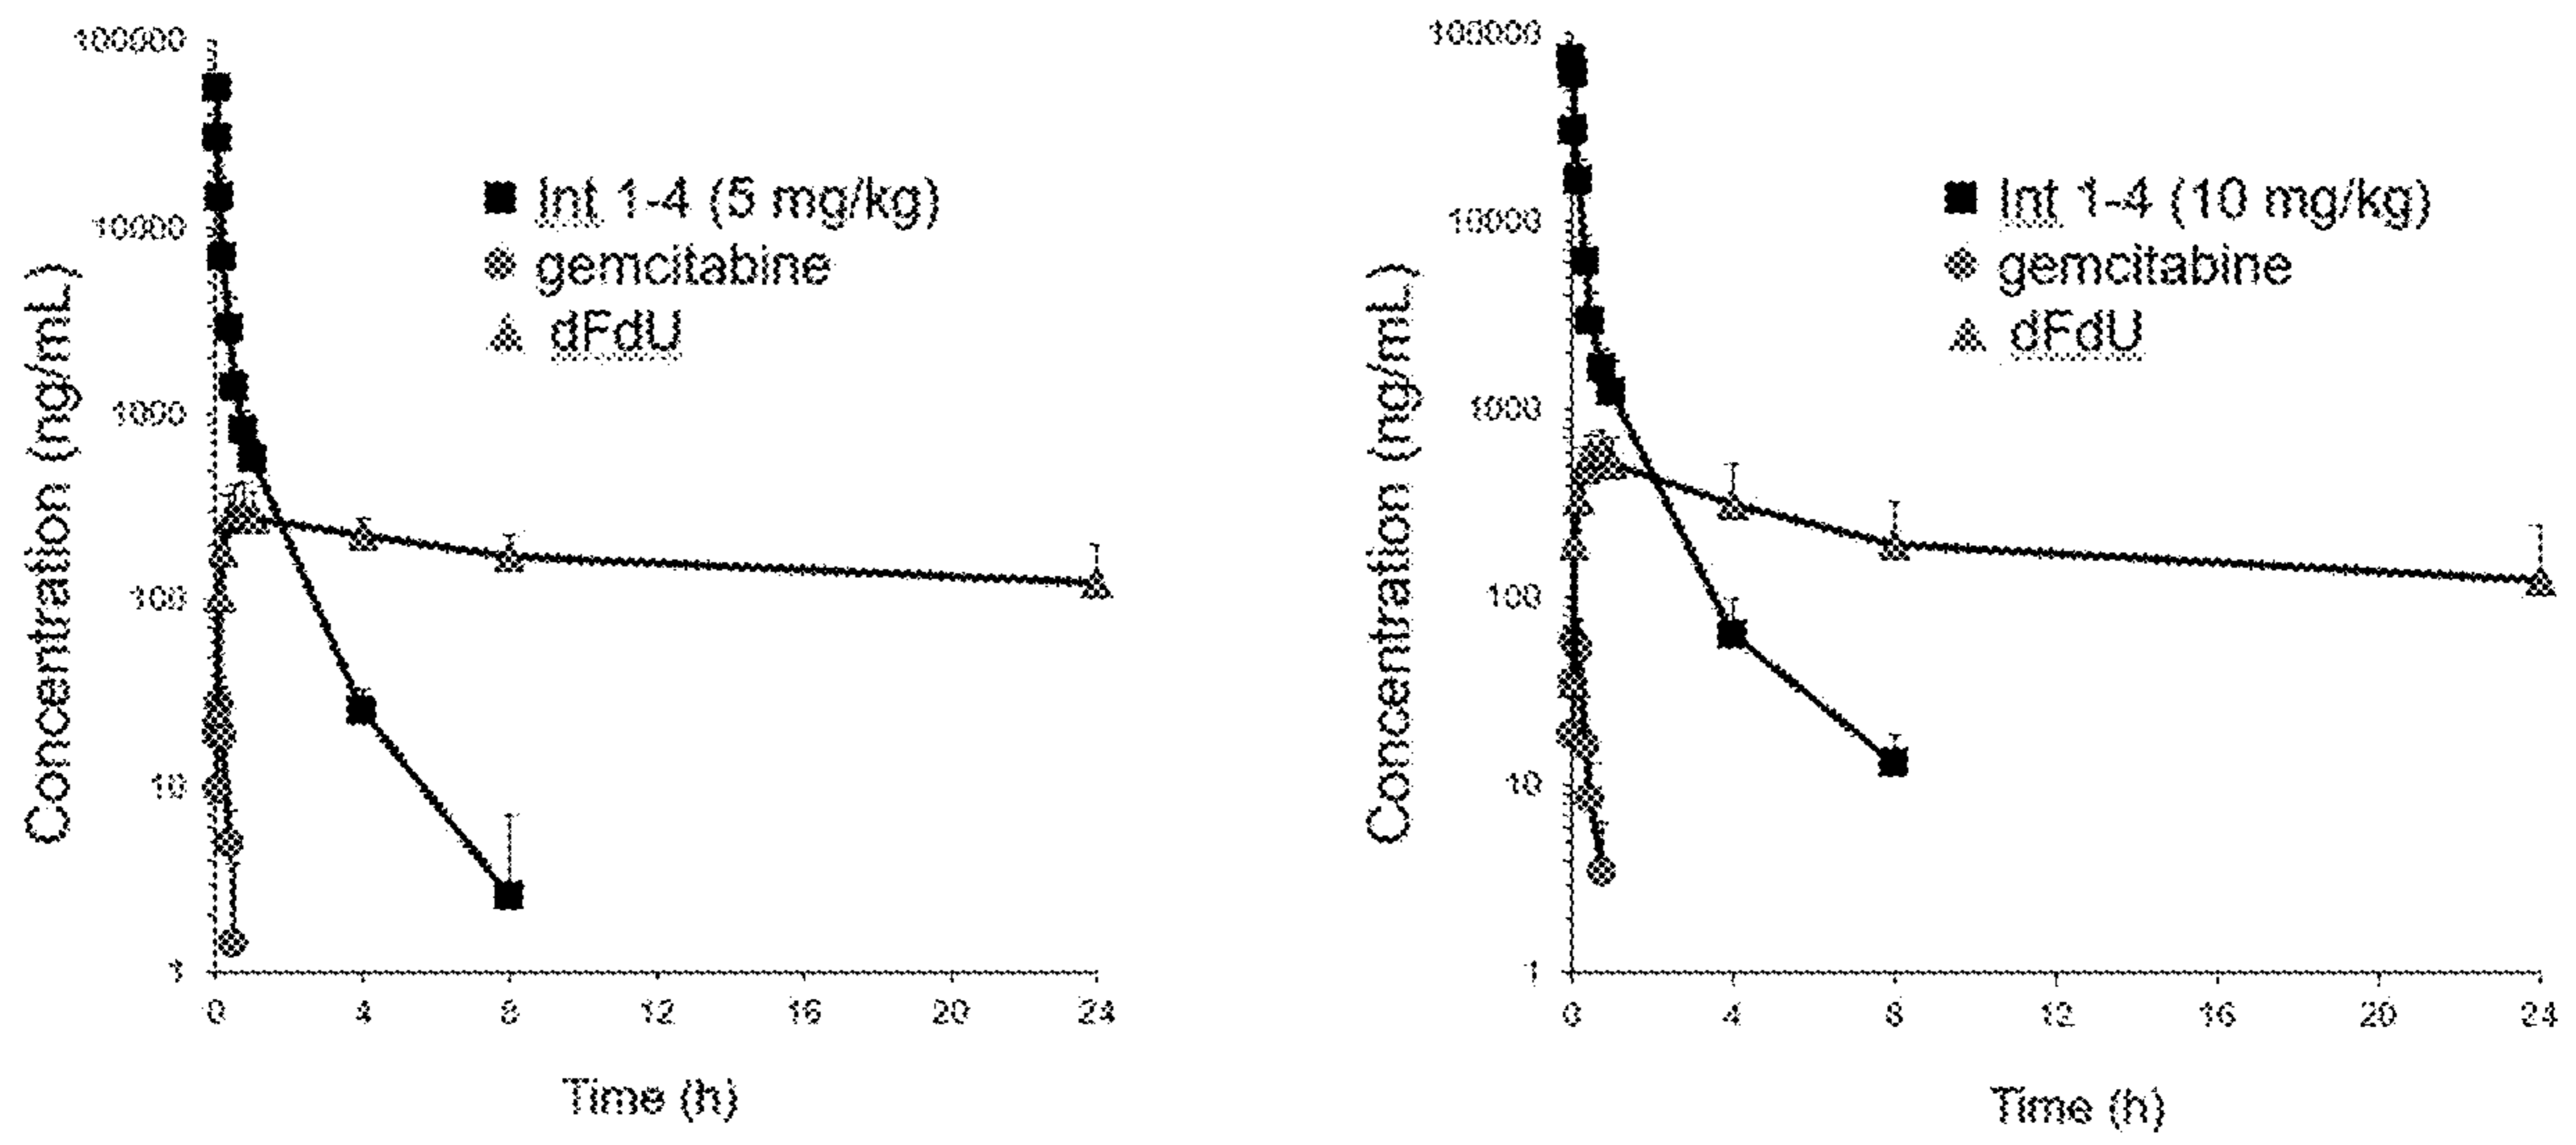 100000
10000
1000
100
10
1
Concentration (ng/mL)
Int 1-4 (5 mg/kg)
gemcitabine
dFdU
0 4 8 12 16 20 24
Time (h)
100000
10000
1000
100
10
1
Concentration (ng/mL)
Int 1-4 (10 mg/kg)
gemcitabine
dFdU
0 4 8 12 16 20 24
Time (h)